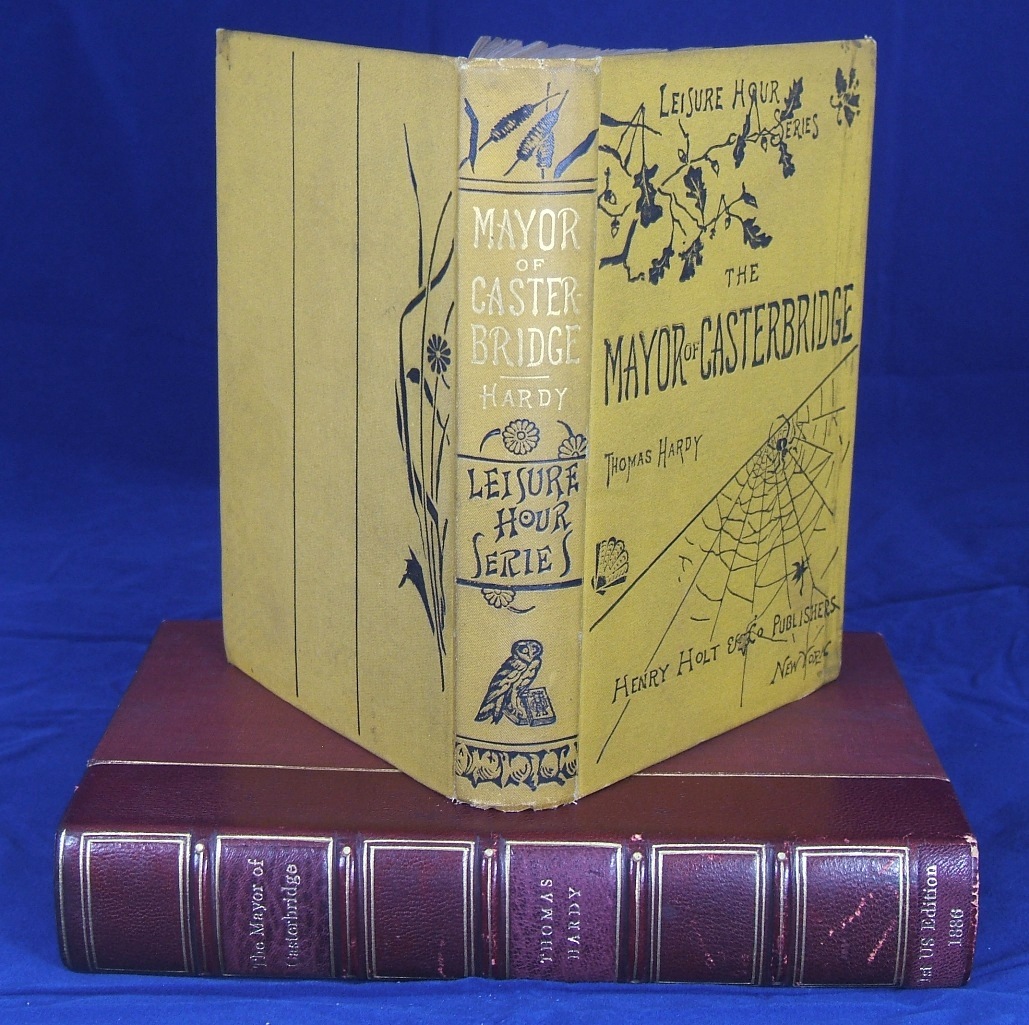 MAYOR
OF
CASTER-
BRIDGE
HARDY
LEISURE
HOUR
SERIES
LEISURE HOUR
SERIES
THE
MAYOR OF CASTERBRIDGE
THOMAS HARDY
HENRY HOLT & Co PUBLISHERS
NEW YORK
The Mayor of
Casterbridge
THOMAS
HARDY
1st US Edition
1886